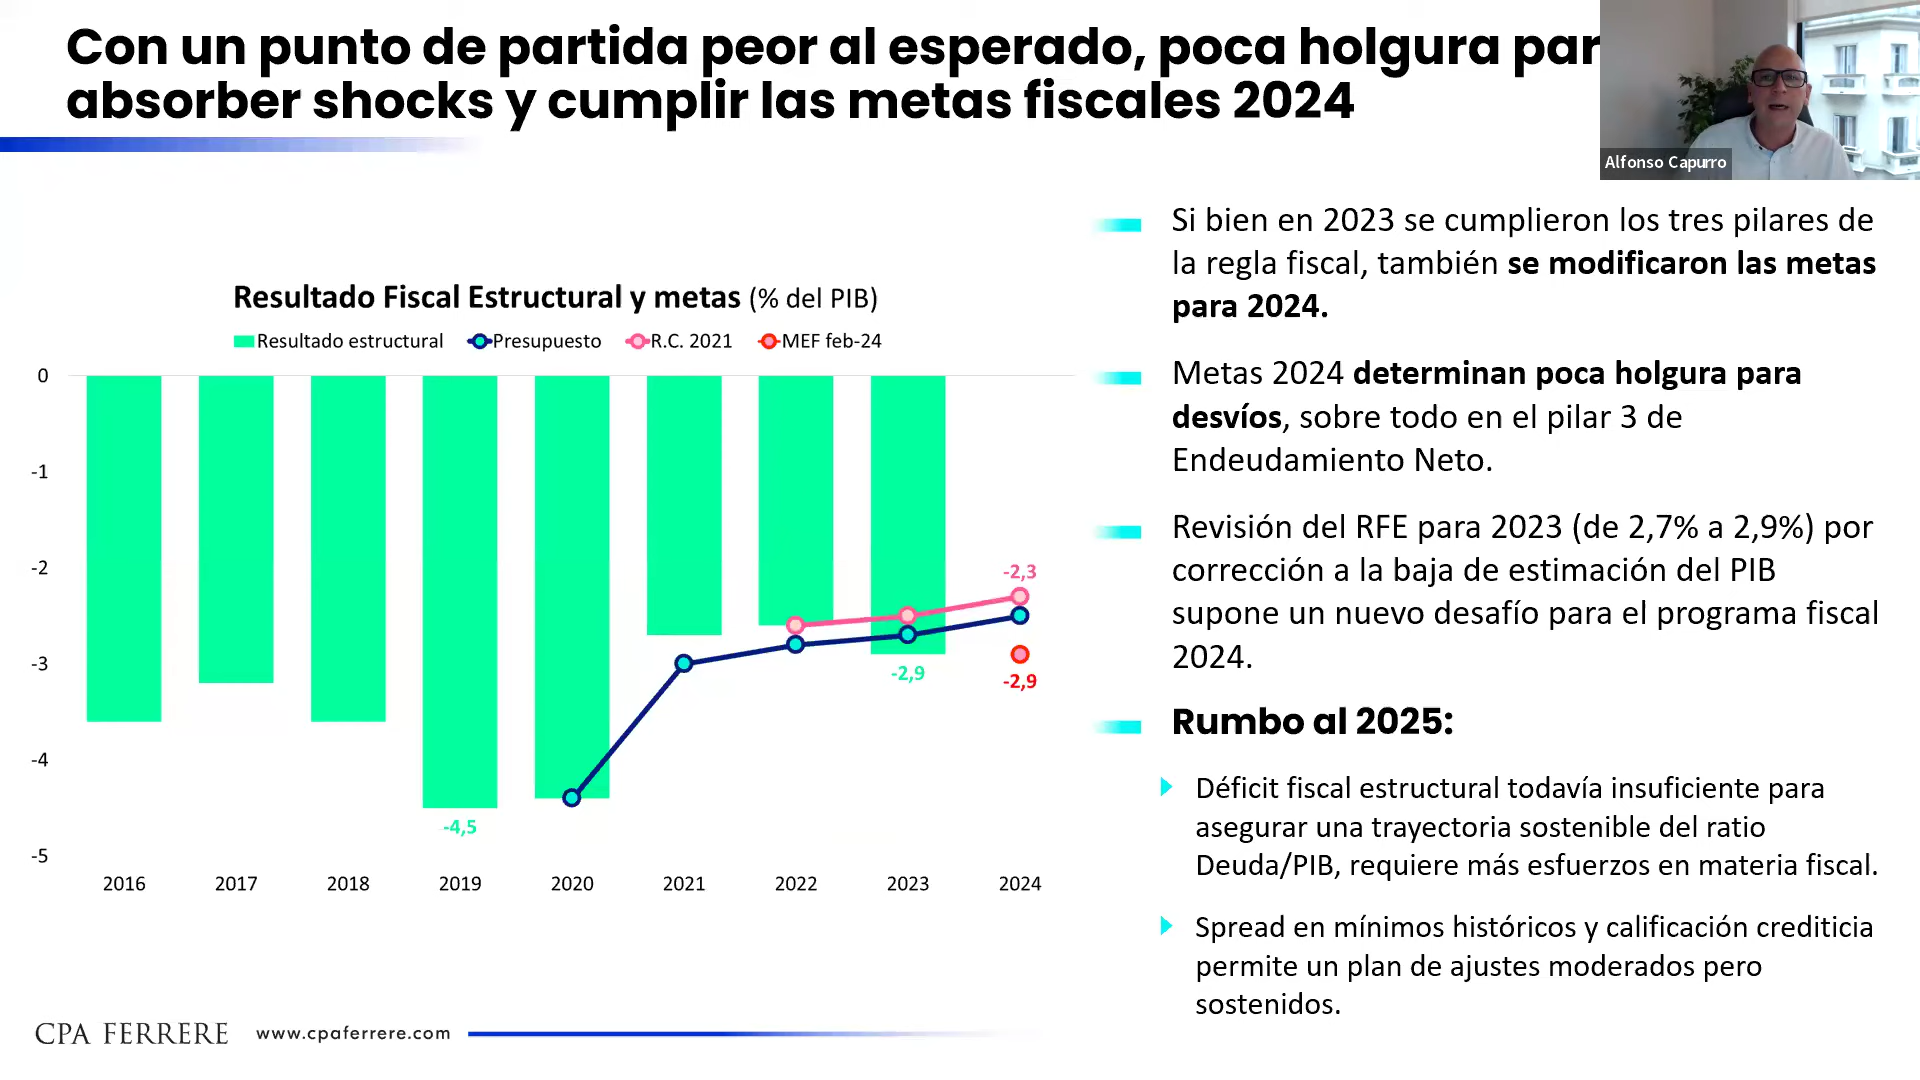 Con un punto de partida peor al esperado, poca holgura par
absorber shocks y cumplir las metas fiscales 2024
Alfonso Capurro
Resultado Fiscal Estructural y metas (% del PIB)
Resultado estructural Presupuesto R.C. 2021 MEF feb-24
0
-1
-2
-3
-4
-5
-4,5
-2,9
-2,3
-2,9
2016 2017 2018 2019 2020 2021 2022 2023 2024
Si bien en 2023 se cumplieron los tres pilares de
la regla fiscal, también se modificaron las metas
para 2024.
Metas 2024 determinan poca holgura para
desvíos, sobre todo en el pilar 3 de
Endeudamiento Neto.
Revisión del RFE para 2023 (de 2,7% a 2,9%) por
corrección a la baja de estimación del PIB
supone un nuevo desafío para el programa fiscal
2024.
Rumbo al 2025:
Déficit fiscal estructural todavía insuficiente para
asegurar una trayectoria sostenible del ratio
Deuda/PIB, requiere más esfuerzos en materia fiscal.
Spread en mínimos históricos y calificación crediticia
permite un plan de ajustes moderados pero
sostenidos.
CPA FERRERE www.cpaferrere.com